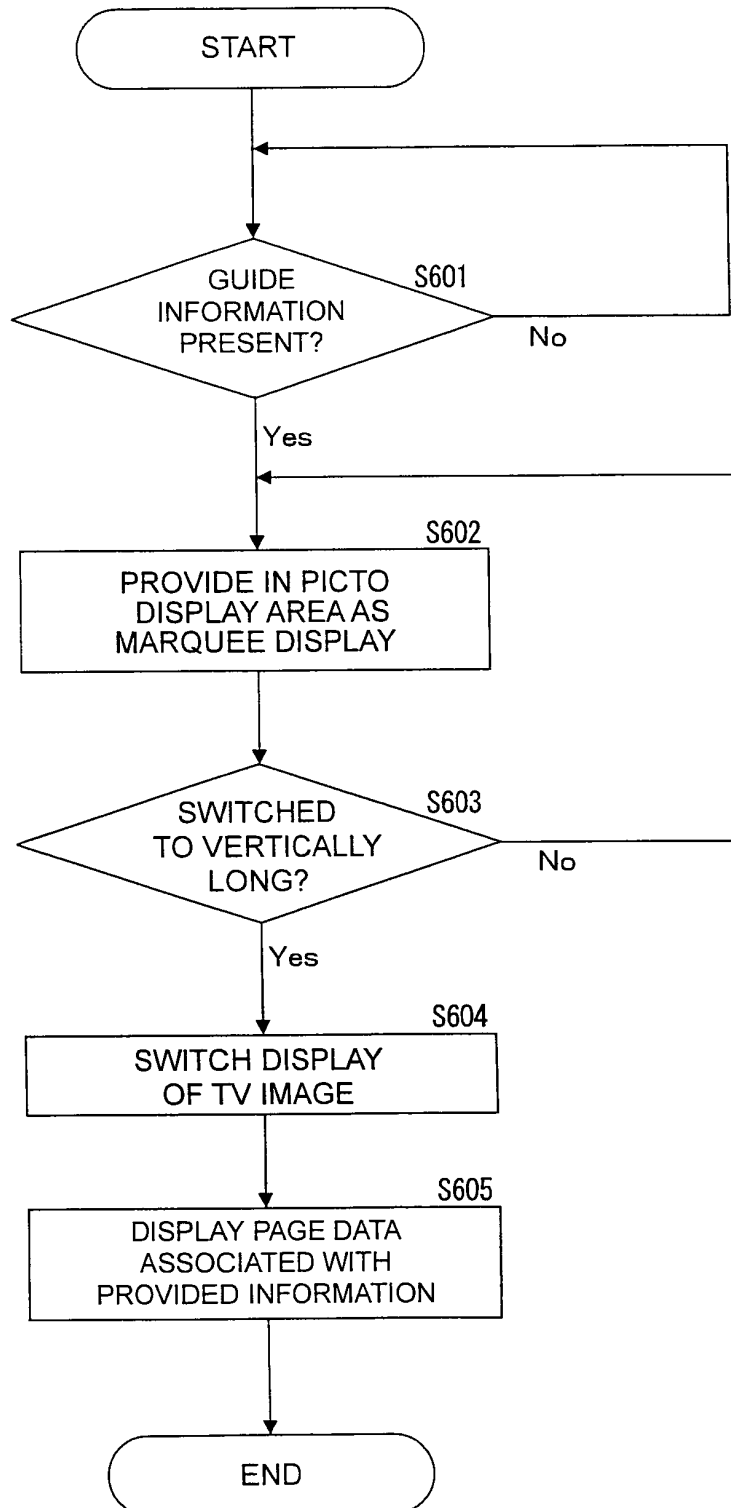 START
S601
GUIDE
INFORMATION
PRESENT?
No
Yes
S602
PROVIDE IN PICTO
DISPLAY AREA AS
MARQUEE DISPLAY
S603
SWITCHED
TO VERTICALLY
LONG?
No
Yes
S604
SWITCH DISPLAY
OF TV IMAGE
S605
DISPLAY PAGE DATA
ASSOCIATED WITH
PROVIDED INFORMATION
END